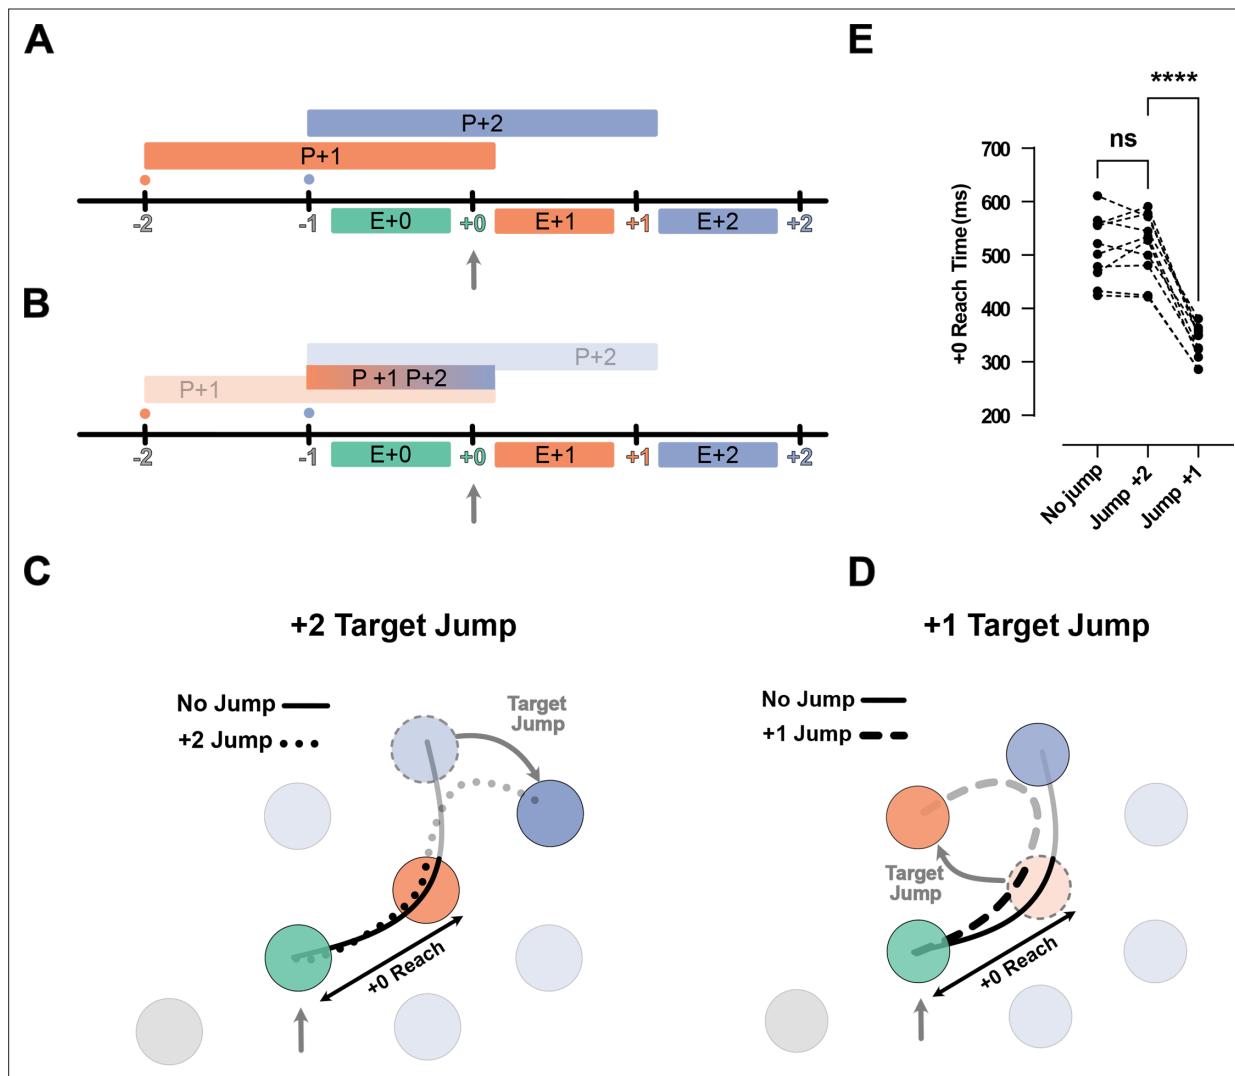 A
P+2
P+1
-2
-1
E+0
+0
E+1
+1
E+2
+2
B
P+2
P +1 P+2
P+1
-2
-1
E+0
+0
E+1
+1
E+2
+2
C
+2 Target Jump
No Jump
+2 Jump
Target
Jump
+0 Reach
D
+1 Target Jump
No Jump
+1 Jump
Target
Jump
+0 Reach
E
****
ns
+0 Reach Time (ms)
700
600
500
400
300
200
No jump
Jump +2
Jump +1